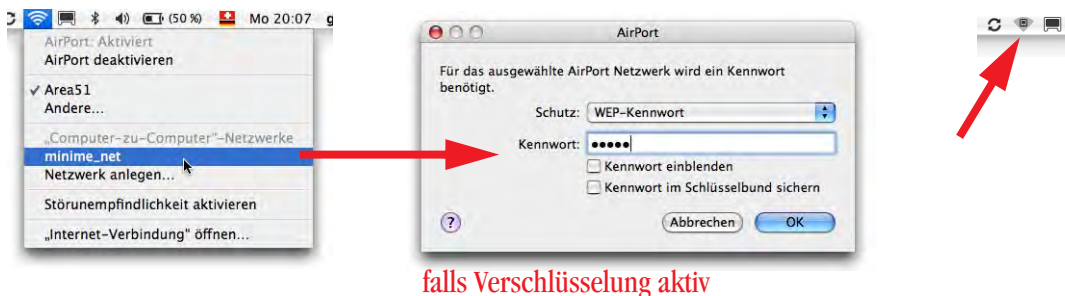 (50 %) Mo 20:07
AirPort: Aktiviert
AirPort deaktivieren
✓ Area51
Andere...
„Computer-zu-Computer"-Netzwerke
minime_net
Netzwerk anlegen...
Störunempfindlichkeit aktivieren
„Internet-Verbindung" öffnen...
AirPort
Für das ausgewählte AirPort Netzwerk wird ein Kennwort
benötigt.
Schutz: WEP-Kennwort
Kennwort: •••••
Kennwort einblenden
Kennwort im Schlüsselbund sichern
? Abbrechen OK
falls Verschlüsselung aktiv